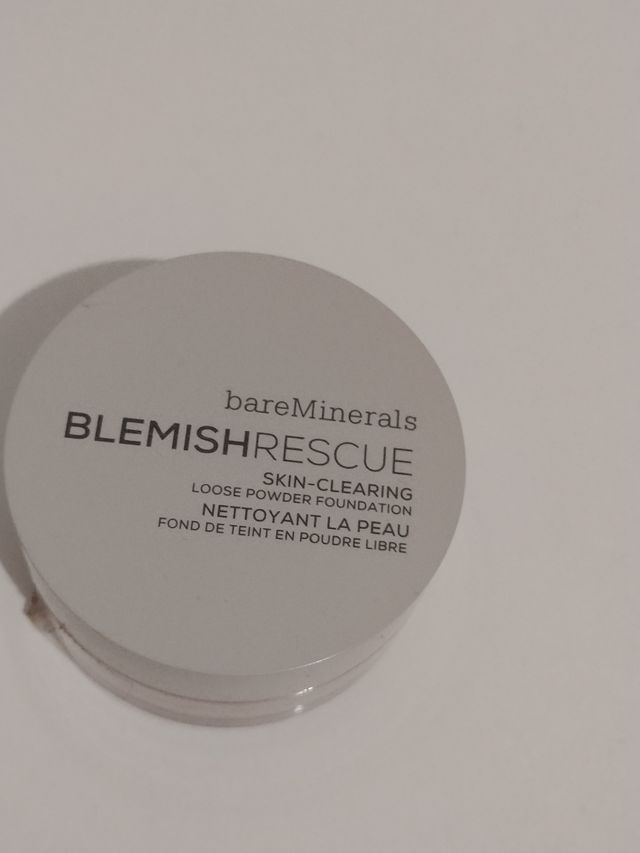 bareMinerals
BLEMISHRESCUE
SKIN-CLEARING
LOOSE POWDER FOUNDATION
NETTOYANT LA PEAU
FOND DE TEINT EN POUDRE LIBRE